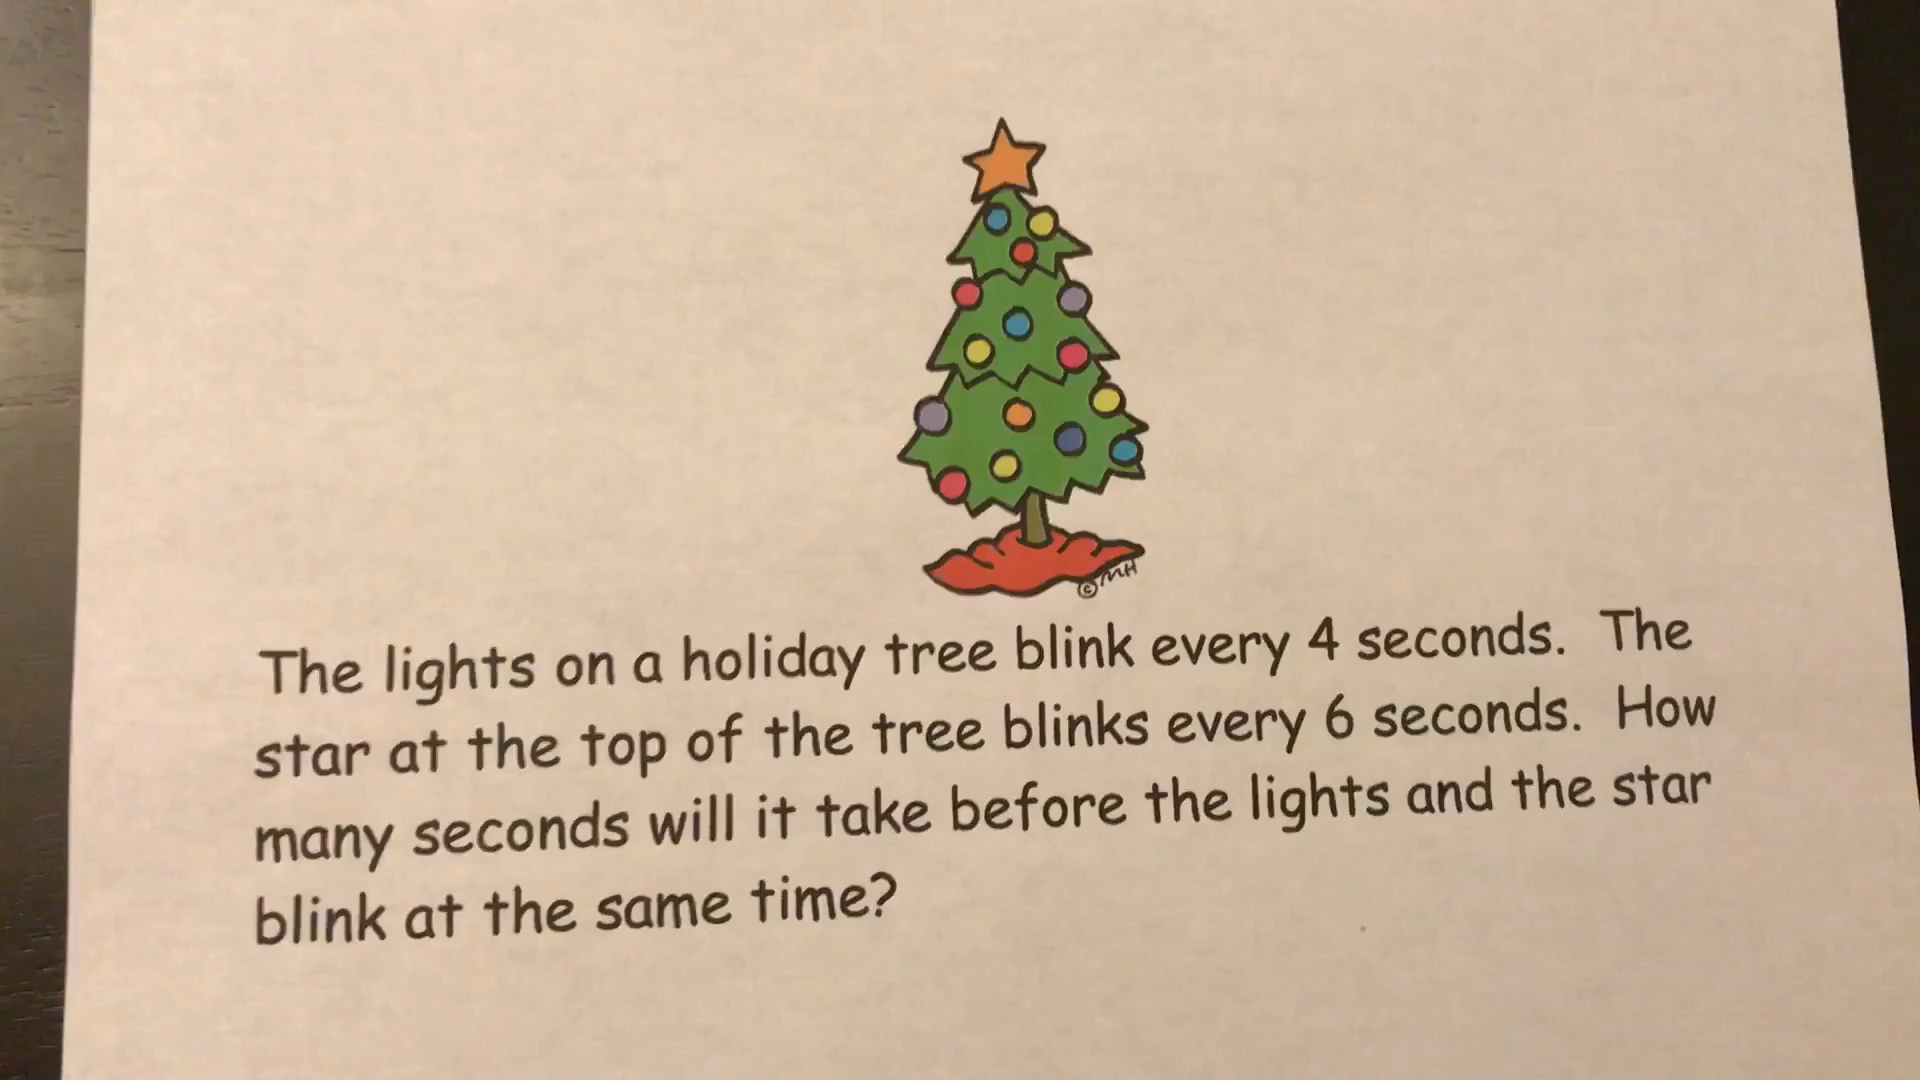 ©MH
The lights on a holiday tree blink every 4 seconds. The
star at the top of the tree blinks every 6 seconds. How
many seconds will it take before the lights and the star
blink at the same time?